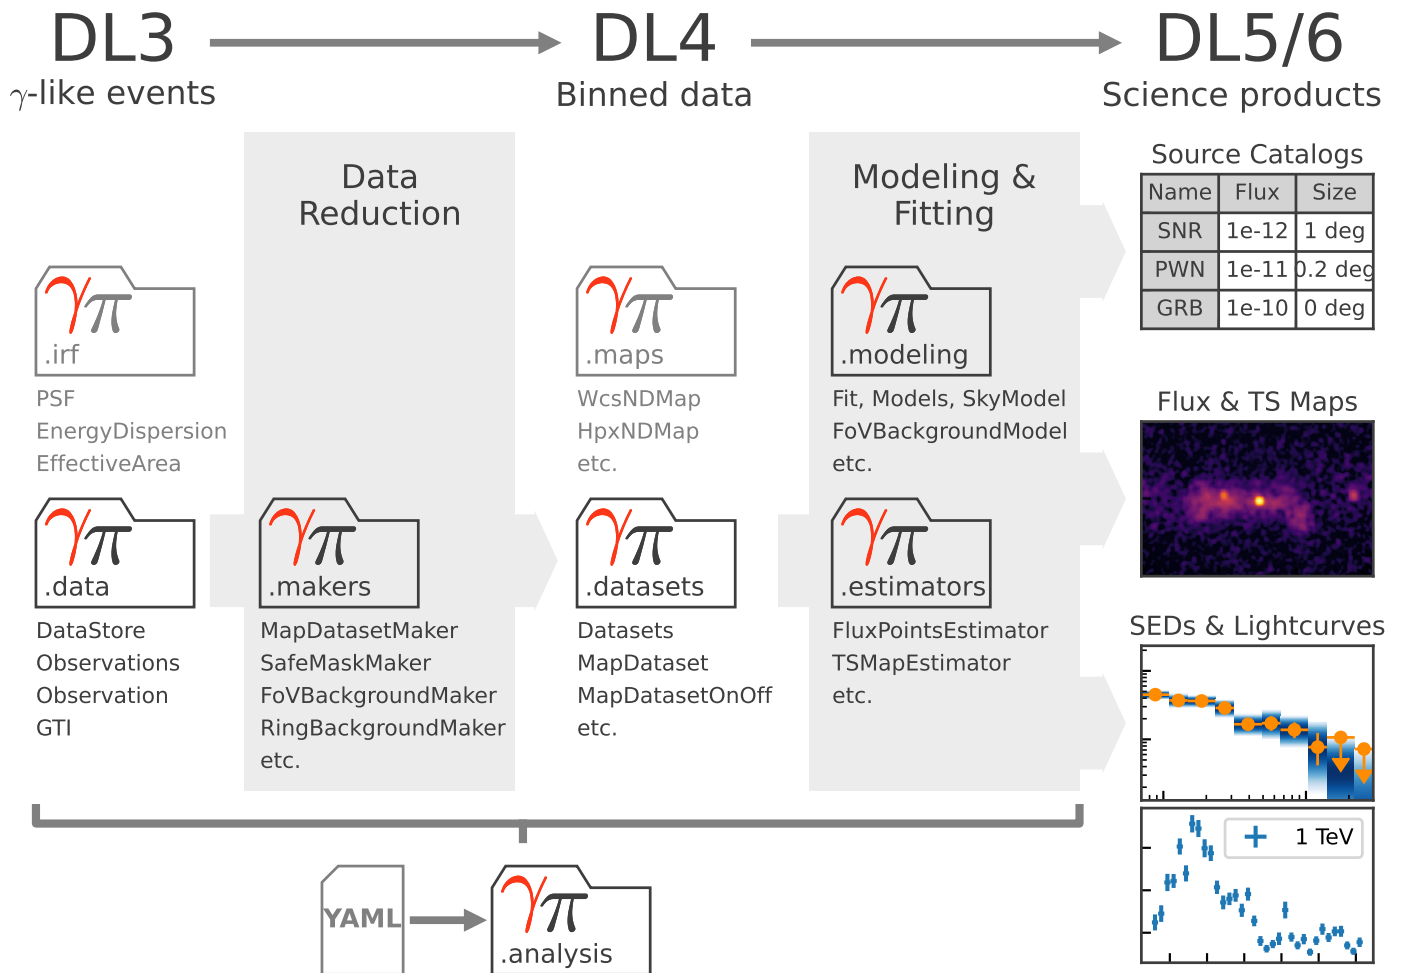 DL3
DL4
DL5/6
γ-like events
Binned data
Science products
Data
Reduction
Modeling &
Fitting
Source Catalogs
Name Flux Size
SNR 1e-12 1 deg
PWN 1e-11 0.2 deg
GRB 1e-10 0 deg
γπ
.irf
PSF
EnergyDispersion
EffectiveArea
γπ
.maps
WcsNDMap
HpxNDMap
etc.
γπ
.modeling
Fit, Models, SkyModel
FoVBackgroundModel
etc.
Flux & TS Maps
γπ
.data
DataStore
Observations
Observation
GTI
γπ
.makers
MapDatasetMaker
SafeMaskMaker
FoVBackgroundMaker
RingBackgroundMaker
etc.
γπ
.datasets
Datasets
MapDataset
MapDatasetOnOff
etc.
γπ
.estimators
FluxPointsEstimator
TSMapEstimator
etc.
SEDs & Lightcurves
1 TeV
YAML
γπ
.analysis